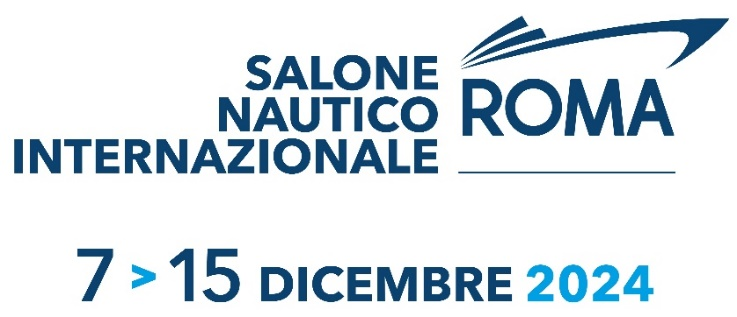 SALONE
NAUTICO
INTERNAZIONALE
ROMA
7 > 15 DICEMBRE 2024